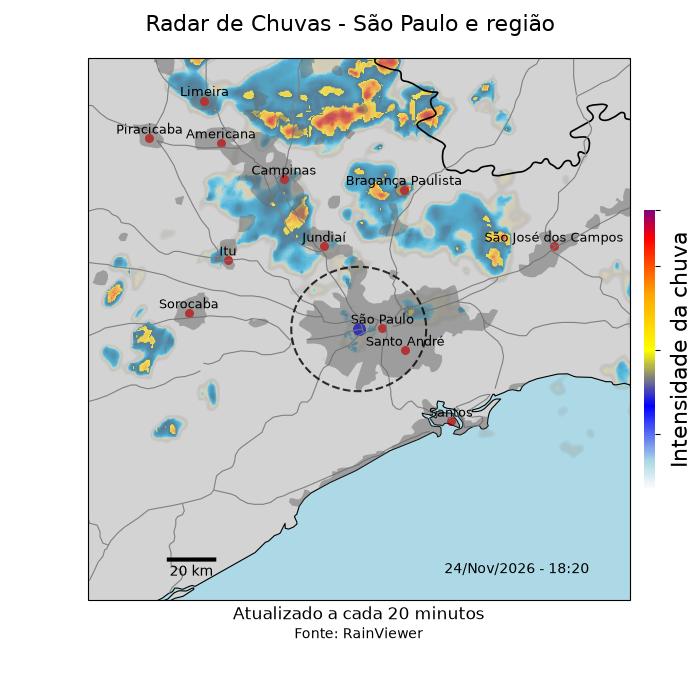 Radar de Chuvas - São Paulo e região
Limeira
Piracicaba
Americana
Campinas
Bragança Paulista
Jundiaí
São José dos Campos
Itu
Sorocaba
São Paulo
Santo André
Santos
Intensidade da chuva
20 km
24/Nov/2026 - 18:20
Atualizado a cada 20 minutos
Fonte: RainViewer